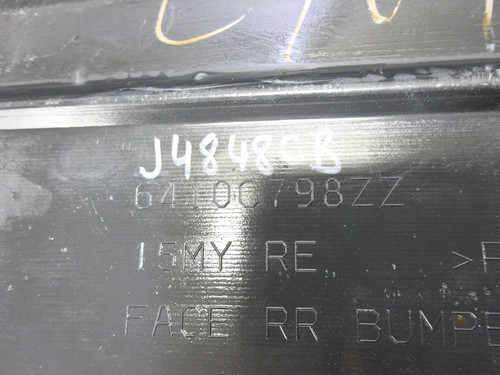 J4848CB
6410C798ZZ
15MY RE >P
FACE RR BUMPE